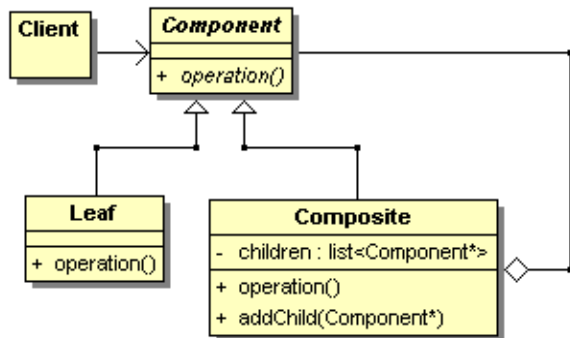 Client
Component
+ operation()
Leaf
+ operation()
Composite
- children : list<Component*>
+ operation()
+ addChild(Component*)